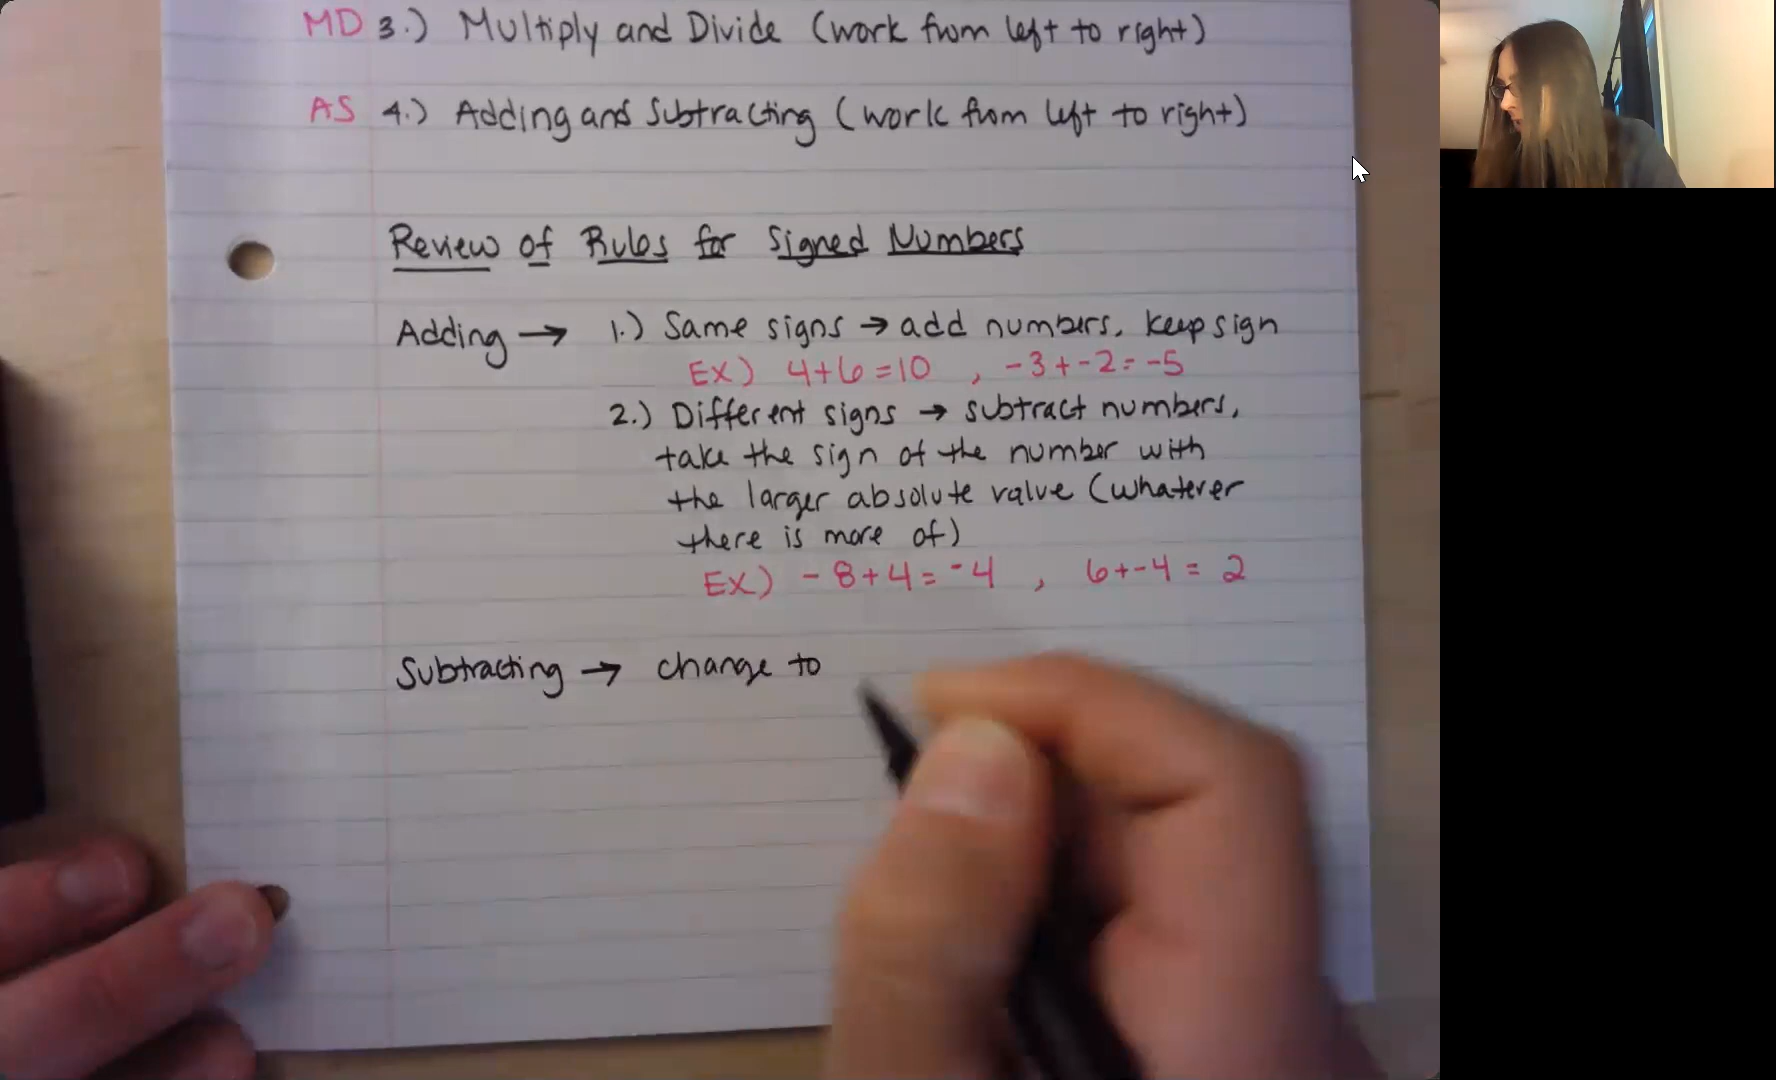 MD 3.) Multiply and Divide (work from left to right)
AS 4.) Adding and Subtracting (work from left to right)
Review of Rules for Signed Numbers
Adding → 1.) Same signs → add numbers, keep sign
EX) 4+6=10 , -3+-2=-5
2.) Different signs → subtract numbers,
take the sign of the number with
the larger absolute value (whatever
there is more of)
EX) -8+4=-4 , 6+-4=2
Subtracting → change to